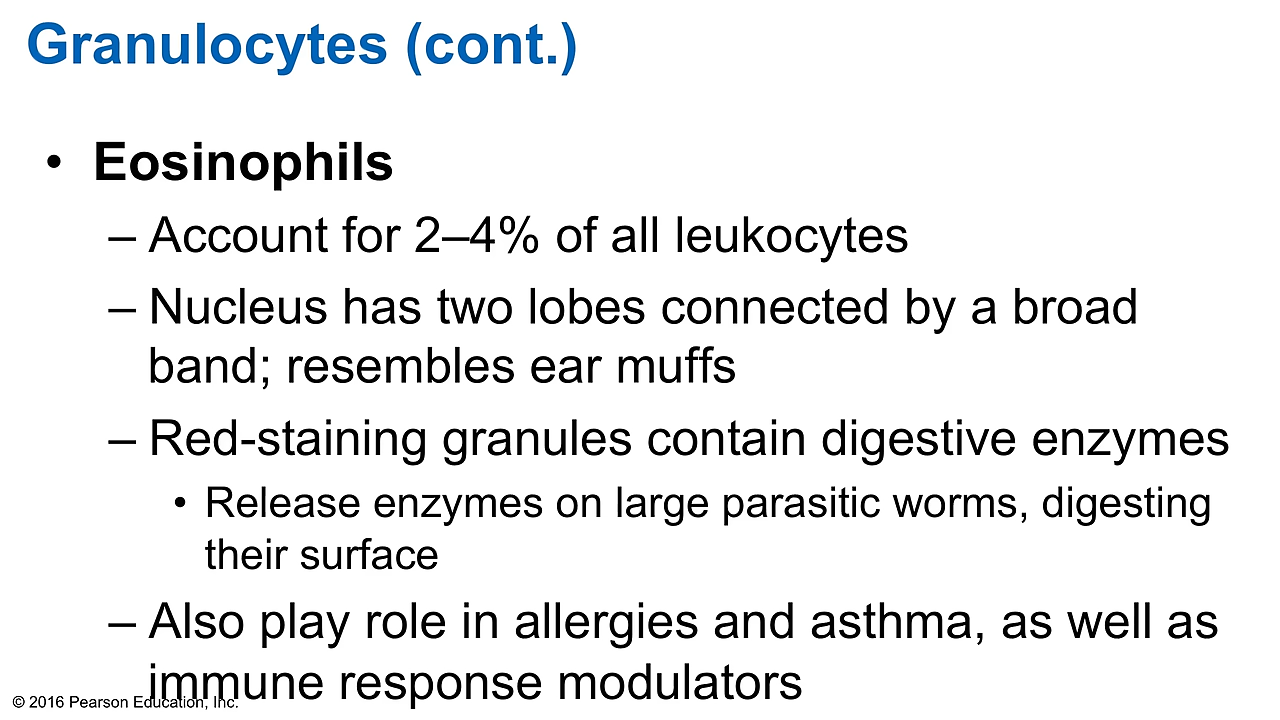 Granulocytes (cont.)
• Eosinophils
– Account for 2–4% of all leukocytes
– Nucleus has two lobes connected by a broad
band; resembles ear muffs
– Red-staining granules contain digestive enzymes
• Release enzymes on large parasitic worms, digesting
their surface
– Also play role in allergies and asthma, as well as
immune response modulators
© 2016 Pearson Education, Inc.